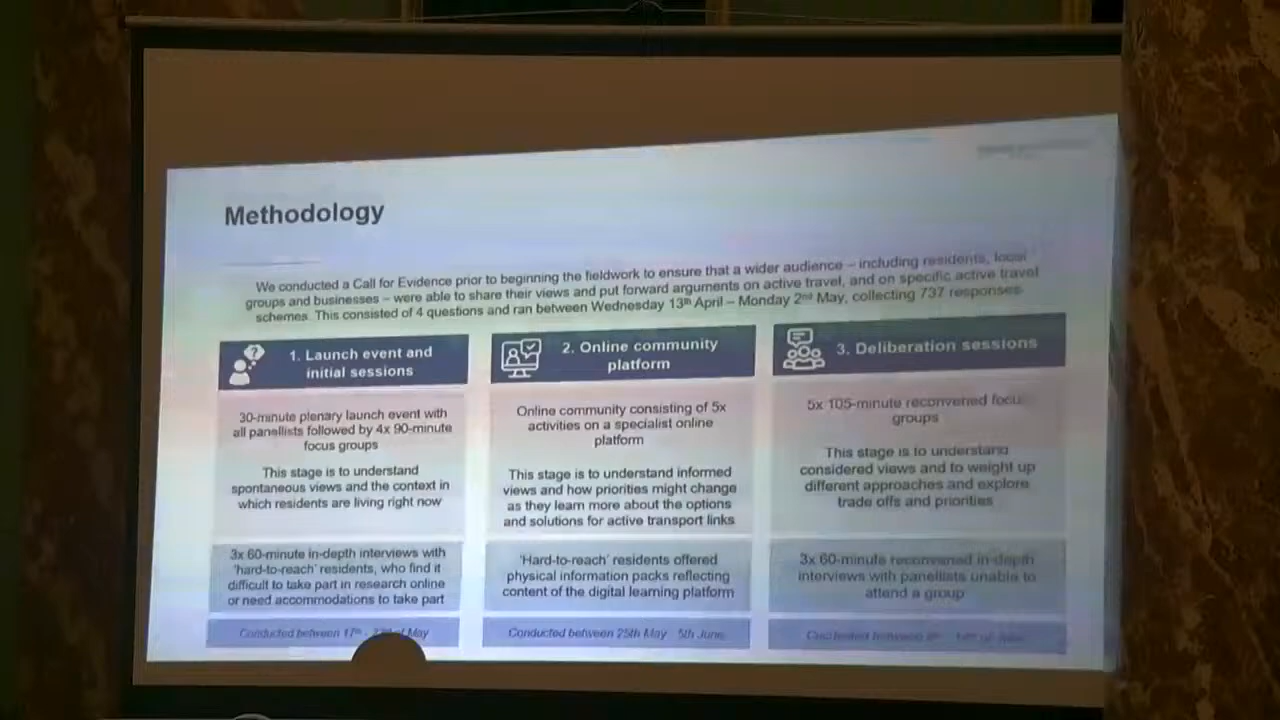 Methodology
We conducted a Call for Evidence prior to beginning the fieldwork to ensure that a wider audience – including residents, local
groups and businesses – were able to share their views and put forward arguments on active travel, and on specific active travel
schemes. This consisted of 4 questions and ran between Wednesday 13th April – Monday 2nd May, collecting 737 responses
1. Launch event and
initial sessions
30-minute plenary launch event with
all panellists followed by 4x 90-minute
focus groups
This stage is to understand
spontaneous views and the context in
which residents are living right now
3x 60-minute in-depth interviews with
'hard-to-reach' residents, who find it
difficult to take part in research online
or need accommodations to take part
Conducted between 17th - of May
2. Online community
platform
Online community consisting of 5x
activities on a specialist online
platform
This stage is to understand informed
views and how priorities might change
as they learn more about the options
and solutions for active transport links
'Hard-to-reach' residents offered
physical information packs reflecting
content of the digital learning platform
Conducted between 25th May 5th June
3. Deliberation sessions
5x 105-minute reconvened focus
groups
This stage is to understand
considered views and to weight up
different approaches and explore
trade offs and priorities
3x 60-minute reconvened in-depth
interviews with panellists unable to
attend a group
Conducted between